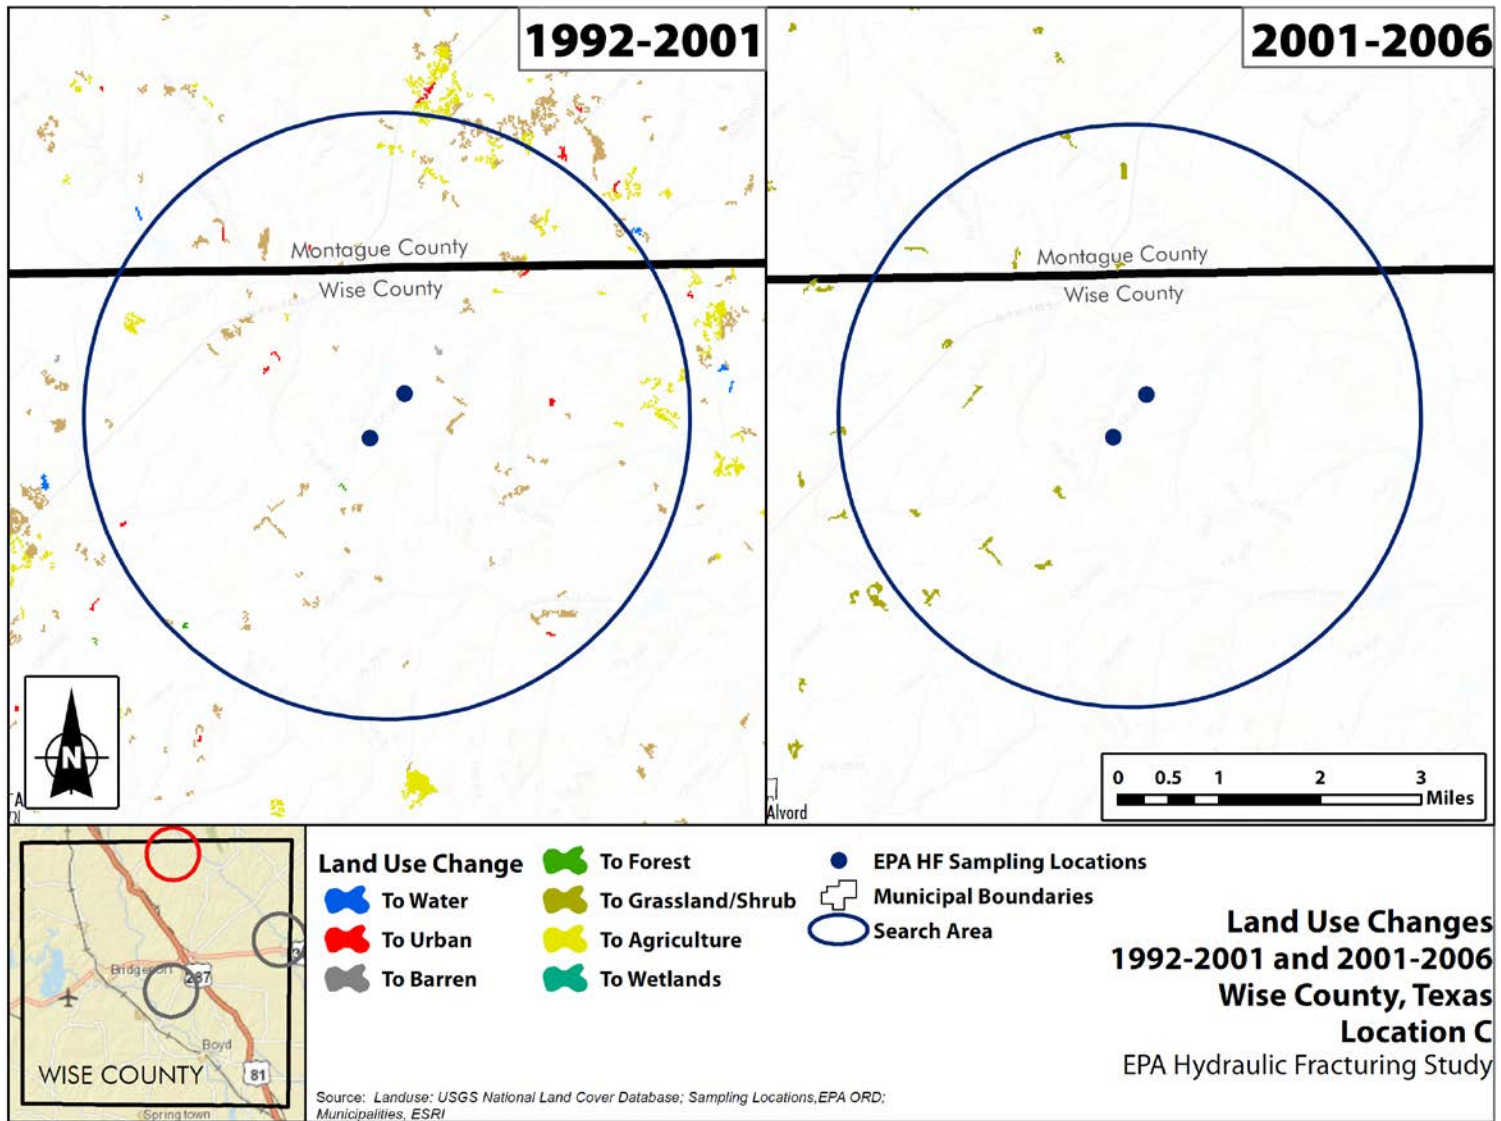 1992-2001
2001-2006
Montague County
Wise County
Montague County
Wise County
N
Alvord
0 0.5 1 2 3
Miles
Bridgeport
287
Boyd
81
WISE COUNTY
Springtown
Land Use Change
To Water
To Urban
To Barren
To Forest
To Grassland/Shrub
To Agriculture
To Wetlands
EPA HF Sampling Locations
Municipal Boundaries
Search Area
Land Use Changes
1992-2001 and 2001-2006
Wise County, Texas
Location C
EPA Hydraulic Fracturing Study
Source: Landuse: USGS National Land Cover Database; Sampling Locations,EPA ORD;
Municipalities, ESRI